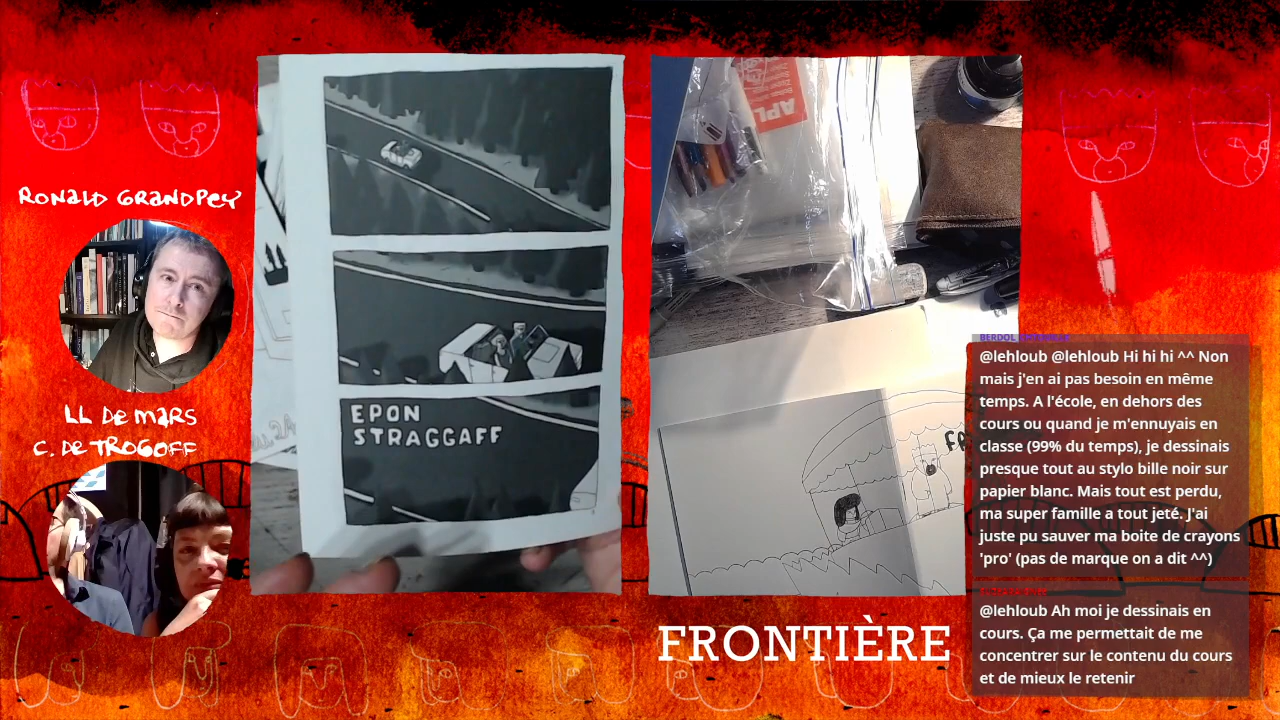 RONALD GRANDPEY
LL DE MARS
C. DE TROGOFF
EPON
STRAGGAFF
APL
FRONTIÈRE
@lehloub @lehloub Hi hi hi ^^ Non
mais j'en ai pas besoin en même
temps. A l'école, en dehors des
cours ou quand je m'ennuyais en
classe (99% du temps), je dessinais
presque tout au stylo bille noir sur
papier blanc. Mais tout est perdu,
ma super famille a tout jeté. J'ai
juste pu sauver ma boite de crayons
'pro' (pas de marque on a dit ^^)
@lehloub Ah moi je dessinais en
cours. Ça me permettait de me
concentrer sur le contenu du cours
et de mieux le retenir